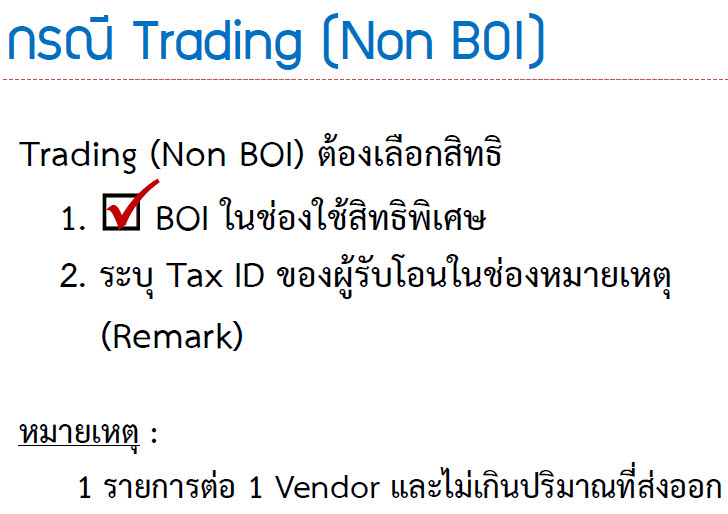 กรณี Trading (Non BOI)
Trading (Non BOI) ต้องเลือกสิทธิ
1. ☑ BOI ในช่องใช้สิทธิพิเศษ
2. ระบุ Tax ID ของผู้รับโอนในช่องหมายเหตุ
(Remark)
หมายเหตุ :
1 รายการต่อ 1 Vendor และไม่เกินปริมาณที่ส่งออก